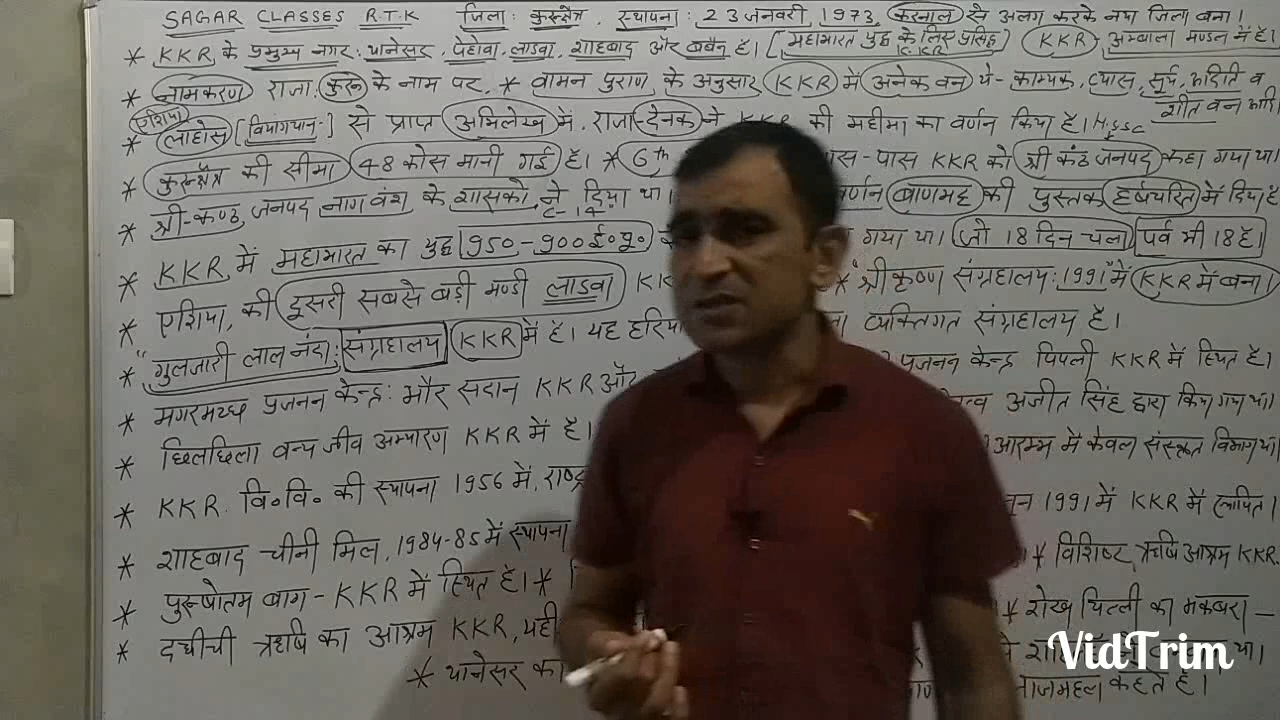 SAGAR CLASSES R.T.K जिला: कुरुक्षेत्र. स्थापना: 23 जनवरी, 1973, करनाल से अलग करके नया जिला बना।
* KKR के प्रमुख नगर: थानेसर, पेहोवा, लाडवा, शाहबाद और बबैन है। [महाभारत युद्ध के लिए प्रसिद्ध KKR] (KKR) अम्बाला मण्डल में है।
* नामकरण राजा, कुरु के नाम पर, * वामन पुराण के अनुसार KKR में अनेक वन थे- काम्यक, व्यास, सूर्य, अदिति व शीत वन आदि
एशिया
* लाहोस [वियांगयान] से प्राप्त अभिलेख में राजा देनक ने KKR की महीमा का वर्णन किया है। H.SSC
* कुरुक्षेत्र की सीमा 48 कोस मानी गई है। * 6th पास-पास KKR को श्री कंठ जनपद कहा गया था।
* श्री-कण्ठ जनपद नाग वंश के शासको ने दिया था। वर्णन बाणभट्ट की पुस्तक हर्षचरित में दिया है
* KKR में महाभारत का युद्ध 950-900 ई०पू० गया था। जो 18 दिन चला पर्व भी 18 है।
* एशिया, की दूसरी सबसे बड़ी मण्डी लाडवा * "श्रीकृष्ण संग्रहालय: 1991" में KKR में बना।
* "गुलजारी लाल नंदा: संग्रहालय KKR में है। यह व्यक्तिगत संग्रहालय है।
* मगरमच्छ प्रजनन केन्द्र: भौर सदान KKR और प्रजनन केन्द्र पिपली KKR में स्थित है।
* छिलछिला वन्य जीव अभ्यारण KKR में है। अजीत सिंह द्वारा किया गया था।
* KKR. वि०वि० की स्थापना 1956 में, आरम्भ में केवल संस्कृत विभाग था।
* शाहबाद चीनी मिल, 1984-85 में स्थापना 1991 में KKR में स्थापित।
* पुरुषोतम बाग - KKR में स्थित है। * * विशिष्ट ऋषि आश्रम KKR.
* दधीची ऋषि का आश्रम KKR, यही * शेख चिल्ली का मकबरा -
* थानेसर का था।
ताजमहल कहते है।"
VidTrim